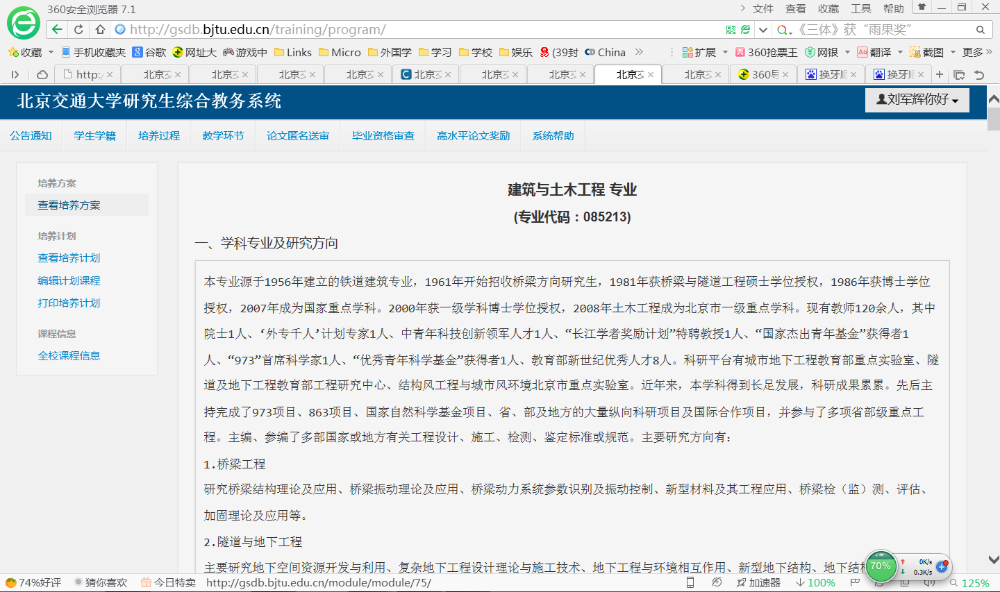 360安全浏览器 7.1
文件 查看 收藏 工具 帮助
http://gsdb.bjtu.edu.cn/training/program/
《三体》获“雨果奖”
收藏 手机收藏夹 谷歌 网址大 游戏中 Links Micro 外国学 学习 学校 娱乐 (39封 China 扩展 360抢票王 网银 翻译 截图 更多
http:/ 北京交 北京交 北京交 北京交 北京交 北京交 北京交 北京交 北京交 360导 换牙顺 换牙顺
北京交通大学研究生综合教务系统
刘军辉你好
公告通知 学生学籍 培养过程 教学环节 论文匿名送审 毕业资格审查 高水平论文奖励 系统帮助
培养方案
查看培养方案
培养计划
查看培养计划
编辑计划课程
打印培养计划
课程信息
全校课程信息
建筑与土木工程 专业
(专业代码：085213)
一、学科专业及研究方向
本专业源于1956年建立的铁道建筑专业，1961年开始招收桥梁方向研究生，1981年获桥梁与隧道工程硕士学位授权，1986年获博士学位
授权，2007年成为国家重点学科。2000年获一级学科博士学位授权，2008年土木工程成为北京市一级重点学科。现有教师120余人，其中
院士1人、‘外专千人’计划专家1人、中青年科技创新领军人才1人、“长江学者奖励计划”特聘教授1人、“国家杰出青年基金”获得者1
人、“973”首席科学家1人、“优秀青年科学基金”获得者1人、教育部新世纪优秀人才8人。科研平台有城市地下工程教育部重点实验室、隧
道及地下工程教育部工程研究中心、结构风工程与城市风环境北京市重点实验室。近年来，本学科得到长足发展，科研成果累累。先后主
持完成了973项目、863项目、国家自然科学基金项目、省、部及地方的大量纵向科研项目及国际合作项目，并参与了多项省部级重点工
程。主编、参编了多部国家或地方有关工程设计、施工、检测、鉴定标准或规范。主要研究方向有：
1.桥梁工程
研究桥梁结构理论及应用、桥梁振动理论及应用、桥梁动力系统参数识别及振动控制、新型材料及其工程应用、桥梁检（监）测、评估、
加固理论及应用等。
2.隧道与地下工程
主要研究地下空间资源开发与利用、复杂地下工程设计理论与施工技术、地下工程与环境相互作用、新型地下结构、地下结构
70% 0K/s
0.3K/s
74%好评 猜你喜欢 今日特卖 http://gsdb.bjtu.edu.cn/module/module/75/ 加速器 100% 125%